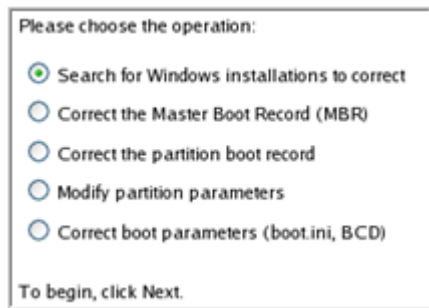 Please choose the operation:
Search for Windows installations to correct
Correct the Master Boot Record (MBR)
Correct the partition boot record
Modify partition parameters
Correct boot parameters (boot.ini, BCD)
To begin, click Next.